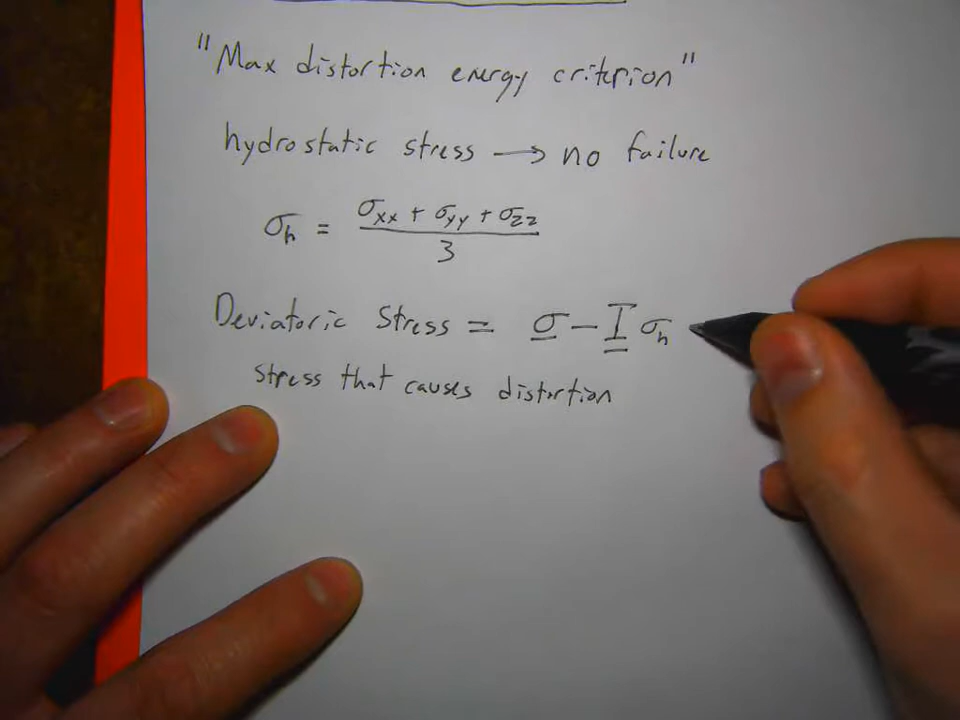 "Max distortion energy criterion"
hydrostatic stress → no failure
σh = (σxx + σyy + σzz) / 3
Deviatoric Stress = σ − I σh
stress that causes distortion